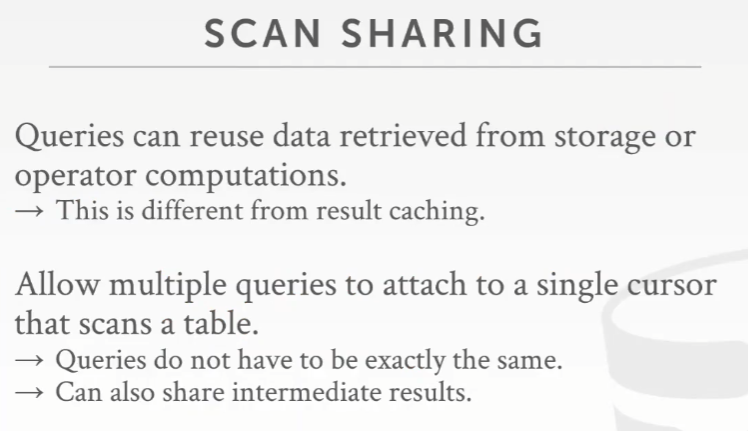 SCAN SHARING
Queries can reuse data retrieved from storage or
operator computations.
→ This is different from result caching.
Allow multiple queries to attach to a single cursor
that scans a table.
→ Queries do not have to be exactly the same.
→ Can also share intermediate results.